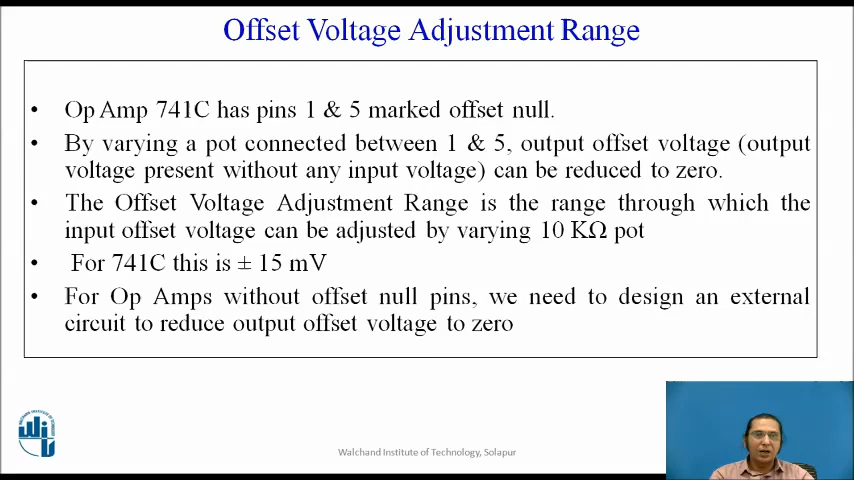 Offset Voltage Adjustment Range
• Op Amp 741C has pins 1 & 5 marked offset null.
• By varying a pot connected between 1 & 5, output offset voltage (output
voltage present without any input voltage) can be reduced to zero.
• The Offset Voltage Adjustment Range is the range through which the
input offset voltage can be adjusted by varying 10 KΩ pot
• For 741C this is ± 15 mV
• For Op Amps without offset null pins, we need to design an external
circuit to reduce output offset voltage to zero
Walchand Institute of Technology, Solapur